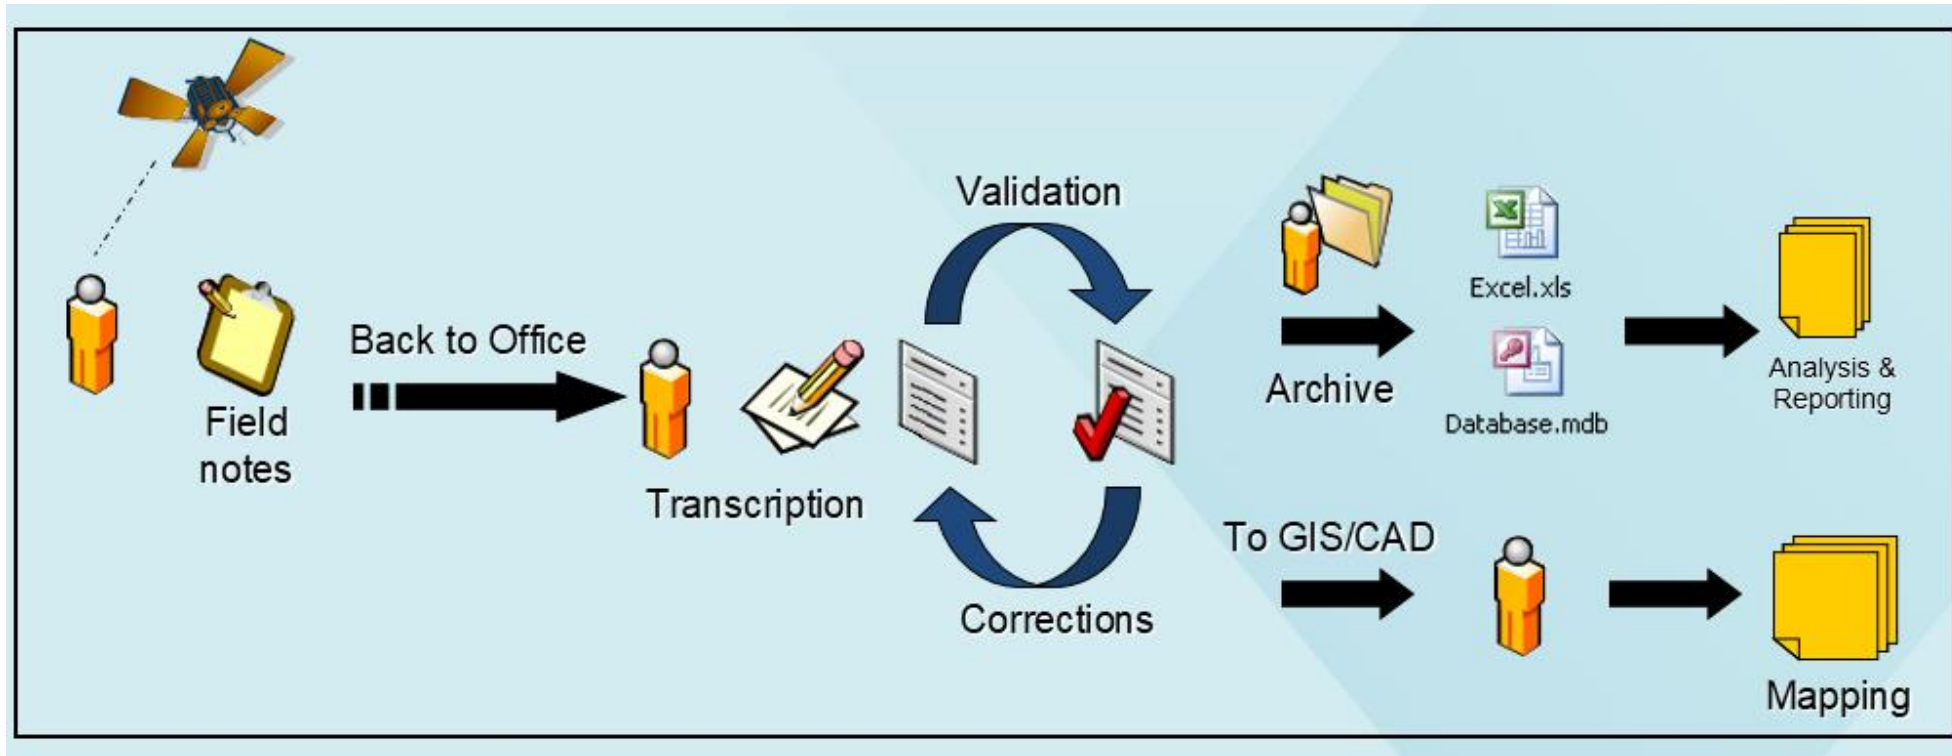 Field
notes
Back to Office
Transcription
Validation
Corrections
Archive
Excel.xls
Database.mdb
Analysis &
Reporting
To GIS/CAD
Mapping